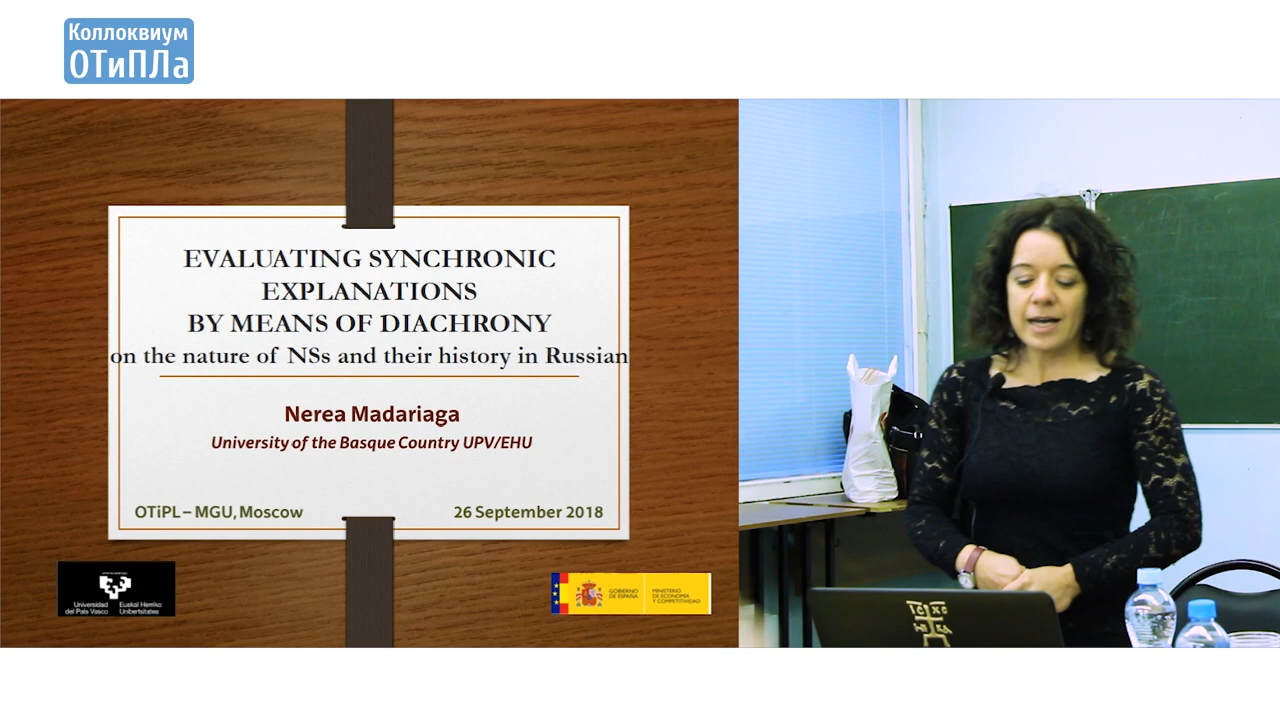 Коллоквиум
ОТиПЛа
EVALUATING SYNCHRONIC
EXPLANATIONS
BY MEANS OF DIACHRONY
on the nature of NSs and their history in Russian
Nerea Madariaga
University of the Basque Country UPV/EHU
OTiPL – MGU, Moscow
26 September 2018
Universidad
del País Vasco
Euskal Herriko
Unibertsitatea
GOBIERNO
DE ESPAÑA
MINISTERIO
DE ECONOMÍA
Y COMPETITIVIDAD